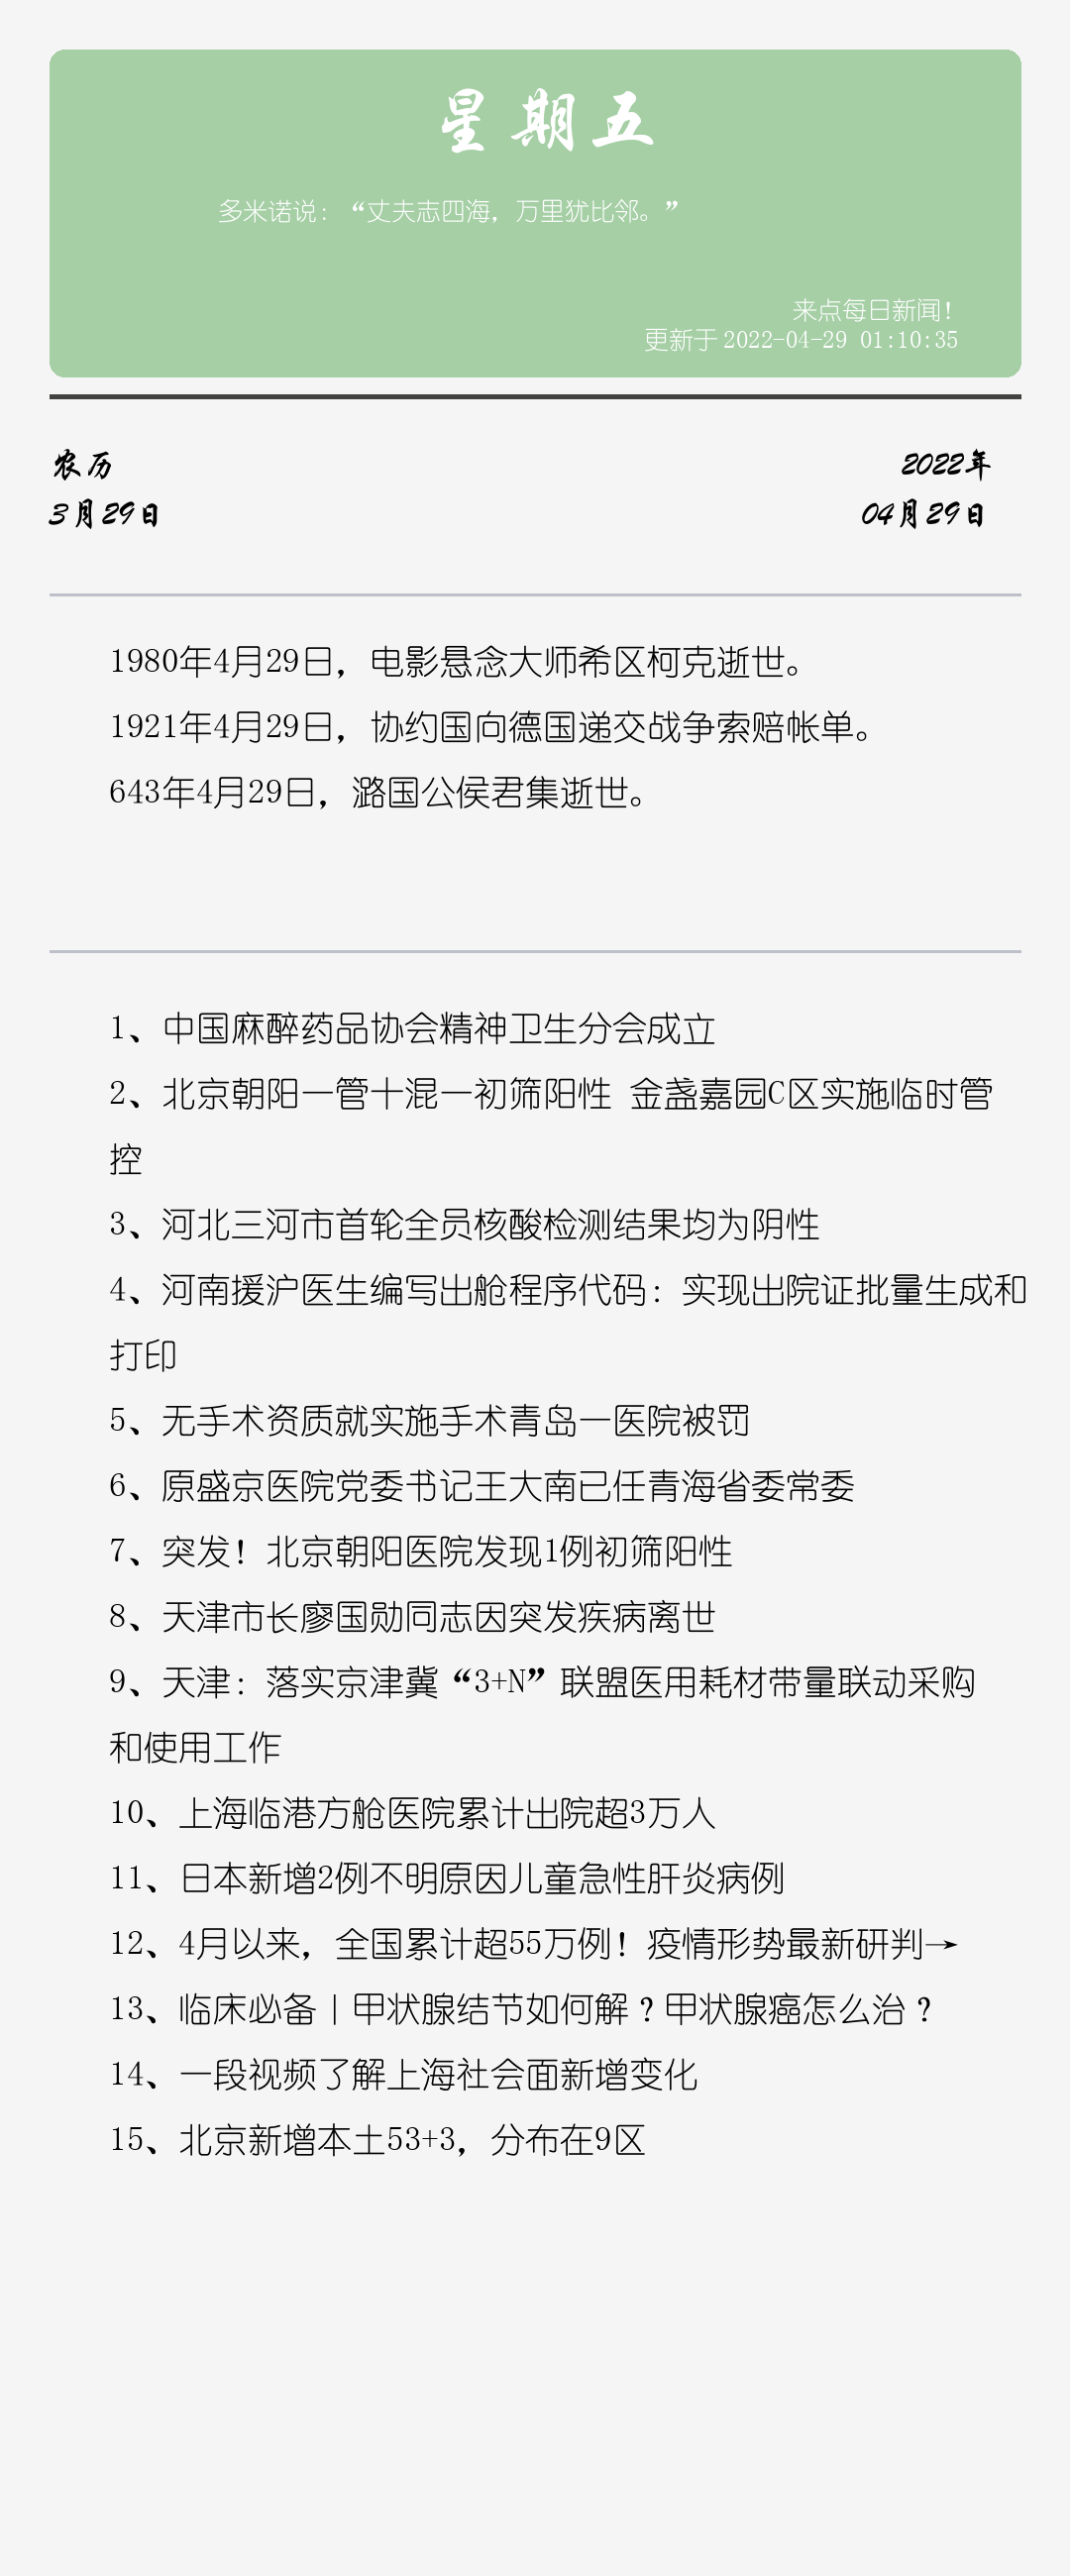 星期五
多米诺说：“丈夫志四海，万里犹比邻。”
来点每日新闻！
更新于 2022-04-29 01:10:35
农历
2022年
3月29日
04月29日
1980年4月29日，电影悬念大师希区柯克逝世。
1921年4月29日，协约国向德国递交战争索赔帐单。
643年4月29日，潞国公侯君集逝世。
1、中国麻醉药品协会精神卫生分会成立
2、北京朝阳一管十混一初筛阳性 金盏嘉园C区实施临时管
控
3、河北三河市首轮全员核酸检测结果均为阴性
4、河南援沪医生编写出舱程序代码：实现出院证批量生成和
打印
5、无手术资质就实施手术青岛一医院被罚
6、原盛京医院党委书记王大南已任青海省委常委
7、突发！北京朝阳医院发现1例初筛阳性
8、天津市长廖国勋同志因突发疾病离世
9、天津：落实京津冀“3+N”联盟医用耗材带量联动采购
和使用工作
10、上海临港方舱医院累计出院超3万人
11、日本新增2例不明原因儿童急性肝炎病例
12、4月以来，全国累计超55万例！疫情形势最新研判→
13、临床必备丨甲状腺结节如何解？甲状腺癌怎么治？
14、一段视频了解上海社会面新增变化
15、北京新增本土53+3，分布在9区